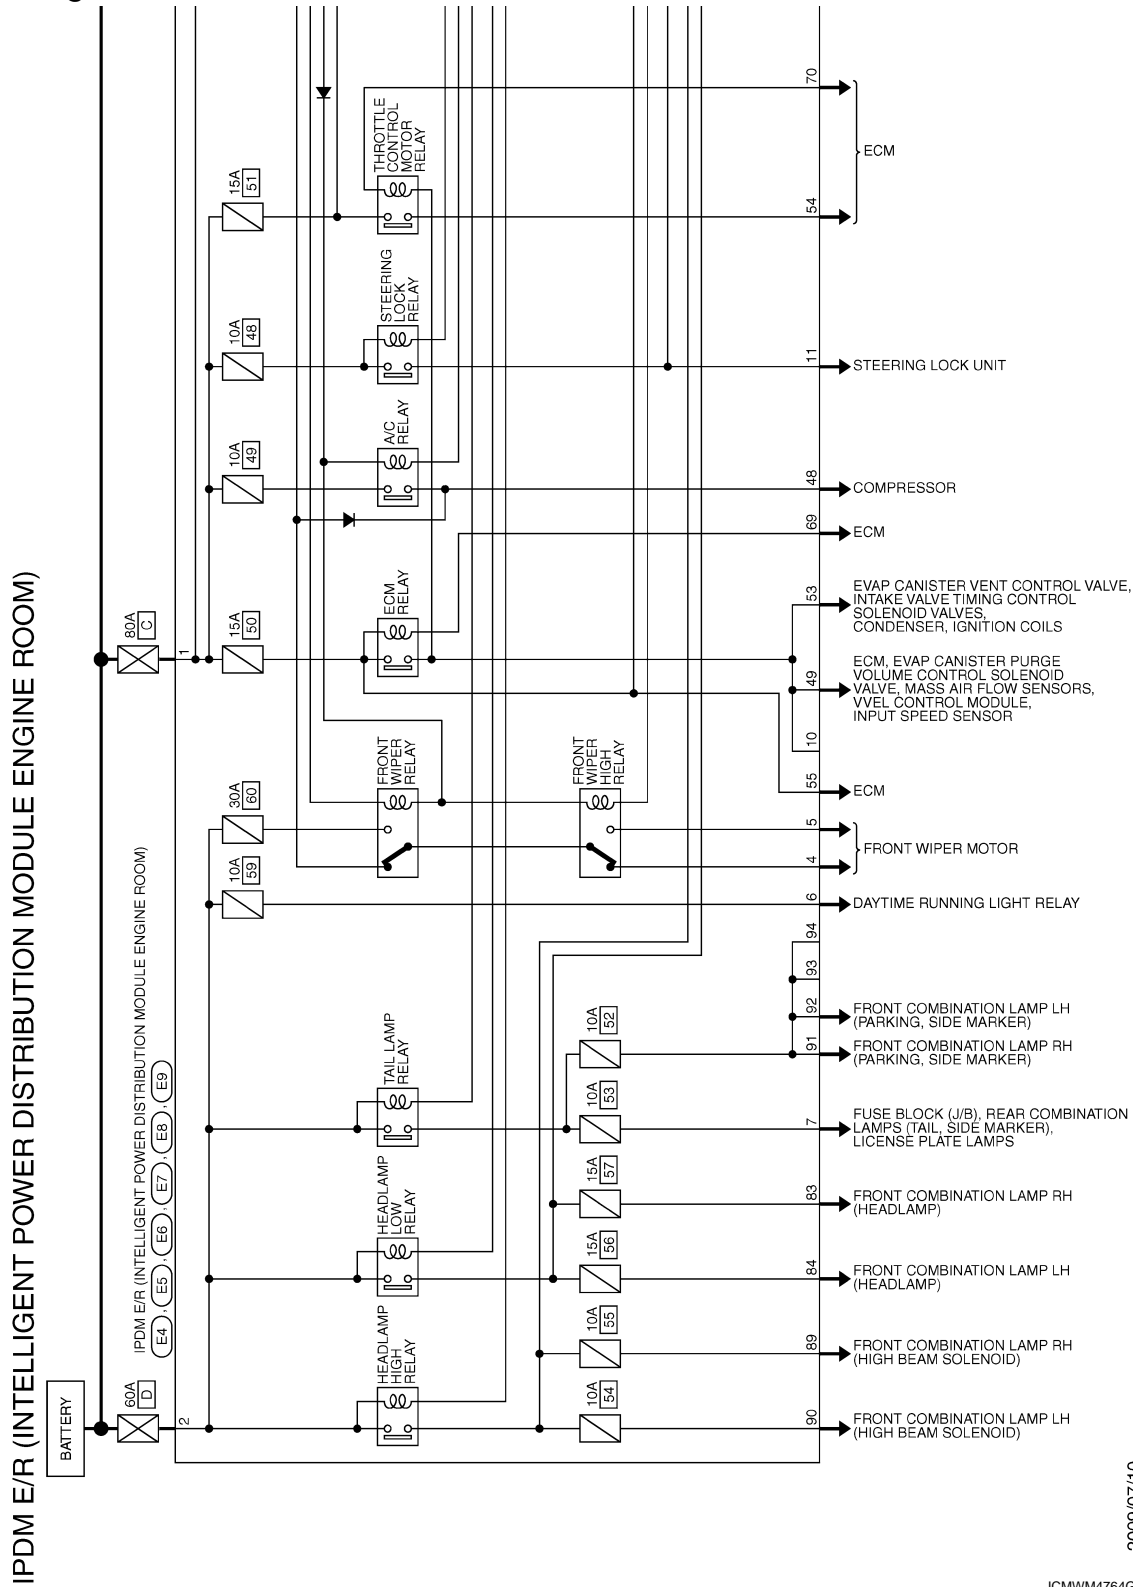 IPDM E/R (INTELLIGENT POWER DISTRIBUTION MODULE ENGINE ROOM)
BATTERY
60A
D
80A
C
IPDM E/R (INTELLIGENT POWER DISTRIBUTION MODULE ENGINE ROOM)
E4 , E5 , E6 , E7 , E8 , E9
2
1
15A
51
10A
48
10A
49
15A
50
30A
60
10A
59
THROTTLE
CONTROL
MOTOR
RELAY
STEERING
LOCK
RELAY
A/C
RELAY
ECM
RELAY
FRONT
WIPER
RELAY
FRONT
WIPER
HIGH
RELAY
TAIL LAMP
RELAY
HEADLAMP
LOW
RELAY
HEADLAMP
HIGH
RELAY
10A
52
10A
53
15A
57
15A
56
10A
55
10A
54
70
54
ECM
11
STEERING LOCK UNIT
48
COMPRESSOR
69
ECM
53
EVAP CANISTER VENT CONTROL VALVE,
INTAKE VALVE TIMING CONTROL
SOLENOID VALVES,
CONDENSER, IGNITION COILS
49
ECM, EVAP CANISTER PURGE
VOLUME CONTROL SOLENOID
VALVE, MASS AIR FLOW SENSORS,
VVEL CONTROL MODULE,
INPUT SPEED SENSOR
10
55
ECM
5
4
FRONT WIPER MOTOR
6
DAYTIME RUNNING LIGHT RELAY
94
93
92
FRONT COMBINATION LAMP LH
(PARKING, SIDE MARKER)
91
FRONT COMBINATION LAMP RH
(PARKING, SIDE MARKER)
7
FUSE BLOCK (J/B), REAR COMBINATION
LAMPS (TAIL, SIDE MARKER),
LICENSE PLATE LAMPS
83
FRONT COMBINATION LAMP RH
(HEADLAMP)
84
FRONT COMBINATION LAMP LH
(HEADLAMP)
89
FRONT COMBINATION LAMP RH
(HIGH BEAM SOLENOID)
90
FRONT COMBINATION LAMP LH
(HIGH BEAM SOLENOID)